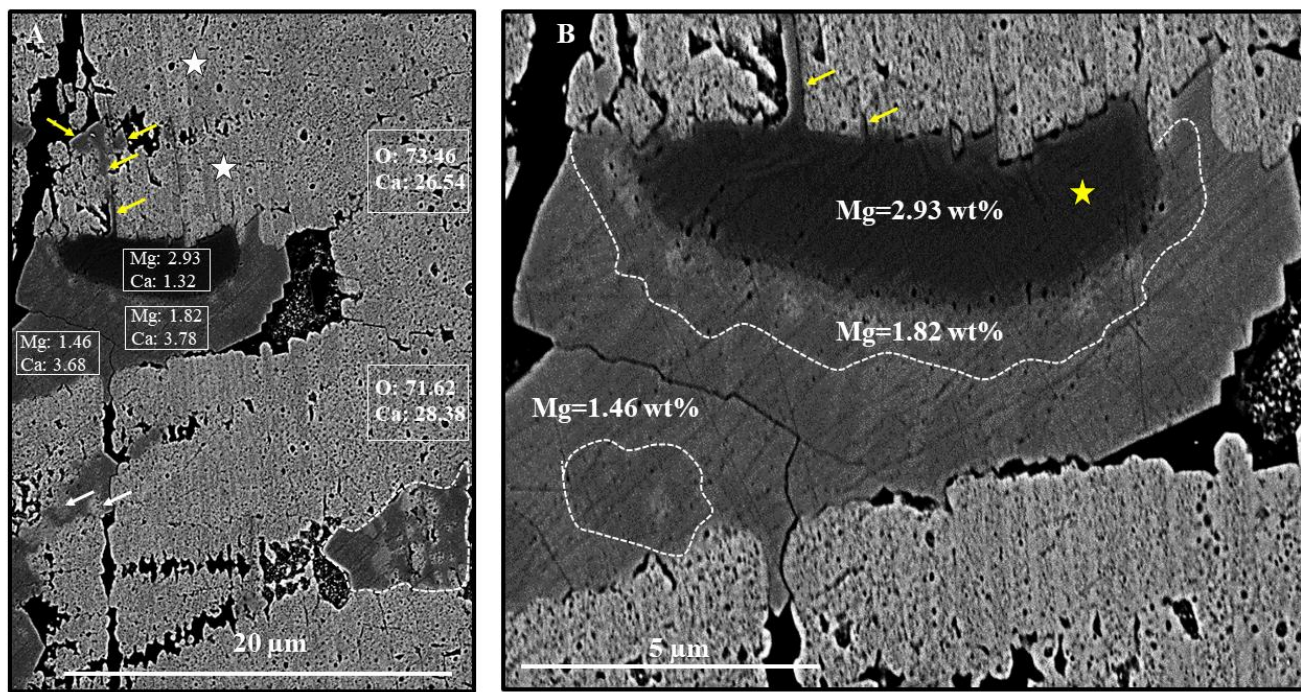 A
O: 73.46
Ca: 26.54
Mg: 2.93
Ca: 1.32
Mg: 1.82
Ca: 3.78
Mg: 1.46
Ca: 3.68
O: 71.62
Ca: 28.38
20 µm
B
Mg=2.93 wt%
Mg=1.82 wt%
Mg=1.46 wt%
5 µm